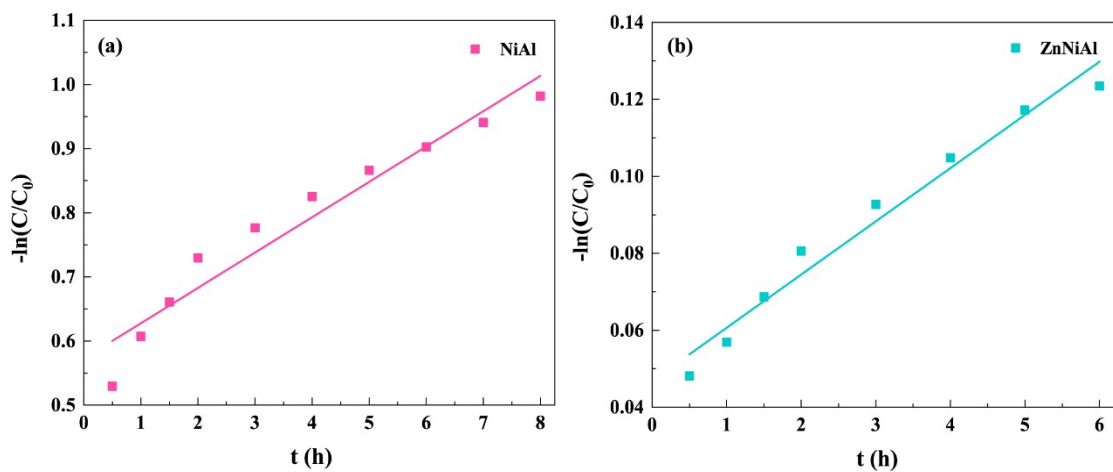 (a)
NiAl
1.1
1.0
0.9
0.8
0.7
0.6
0.5
-ln(C/C0)
0 1 2 3 4 5 6 7 8
t (h)
(b)
ZnNiAl
0.14
0.12
0.10
0.08
0.06
0.04
-ln(C/C0)
0 1 2 3 4 5 6
t (h)